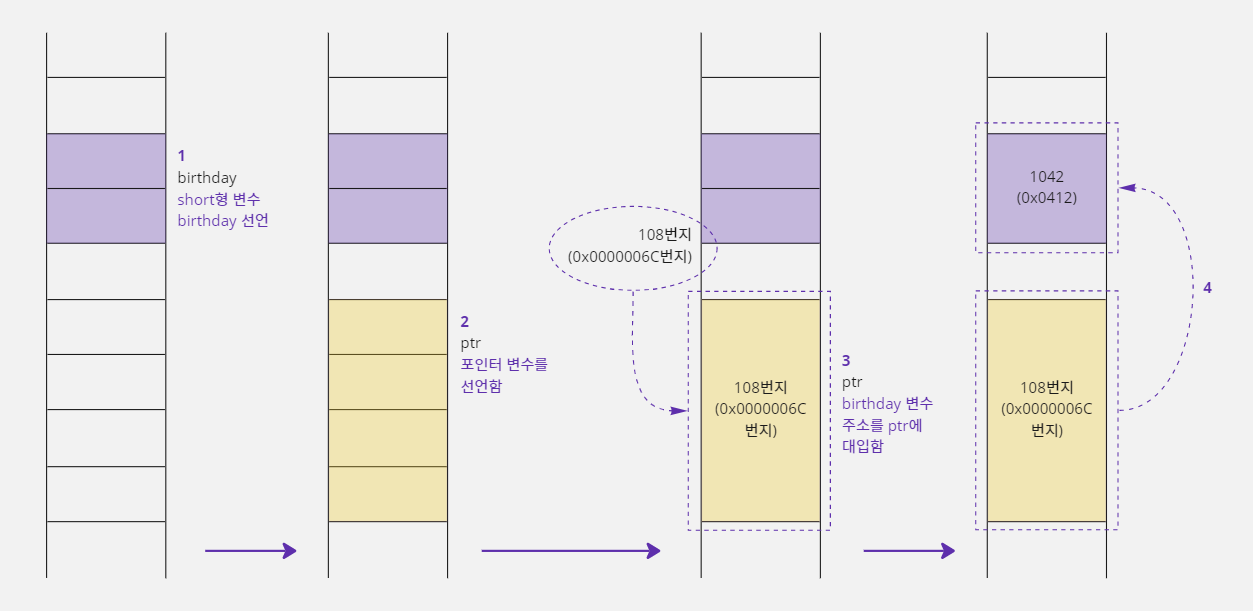 1
birthday
short형 변수
birthday 선언
2
ptr
포인터 변수를
선언함
108번지
(0x0000006C번지)
108번지
(0x0000006C
번지)
3
ptr
birthday 변수
주소를 ptr에
대입함
1042
(0x0412)
108번지
(0x0000006C
번지)
4